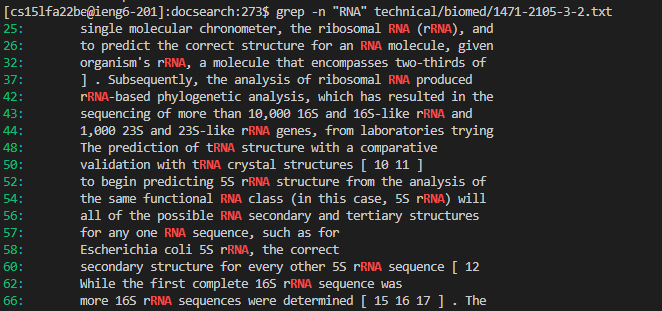 [cs15lfa22be@ieng6-201]:docsearch:273$ grep -n "RNA" technical/biomed/1471-2105-3-2.txt
25:        single molecular chronometer, the ribosomal RNA (rRNA), and
26:        to predict the correct structure for an RNA molecule, given
32:        organism's rRNA, a molecule that encompasses two-thirds of
37:        ] . Subsequently, the analysis of ribosomal RNA produced
42:        rRNA-based phylogenetic analysis, which has resulted in the
43:        sequencing of more than 10,000 16S and 16S-like rRNA and
44:        1,000 23S and 23S-like rRNA genes, from laboratories trying
48:        The prediction of tRNA structure with a comparative
50:        validation with tRNA crystal structures [ 10 11 ]
52:        to begin predicting 5S rRNA structure from the analysis of
54:        the same functional RNA class (in this case, 5S rRNA) will
56:        all of the possible RNA secondary and tertiary structures
57:        for any one RNA sequence, such as for
58:        Escherichia coli 5S rRNA, the correct
60:        secondary structure for every other 5S rRNA sequence [ 12
62:        While the first complete 16S rRNA sequence was
66:        more 16S rRNA sequences were determined [ 15 16 17 ] . The